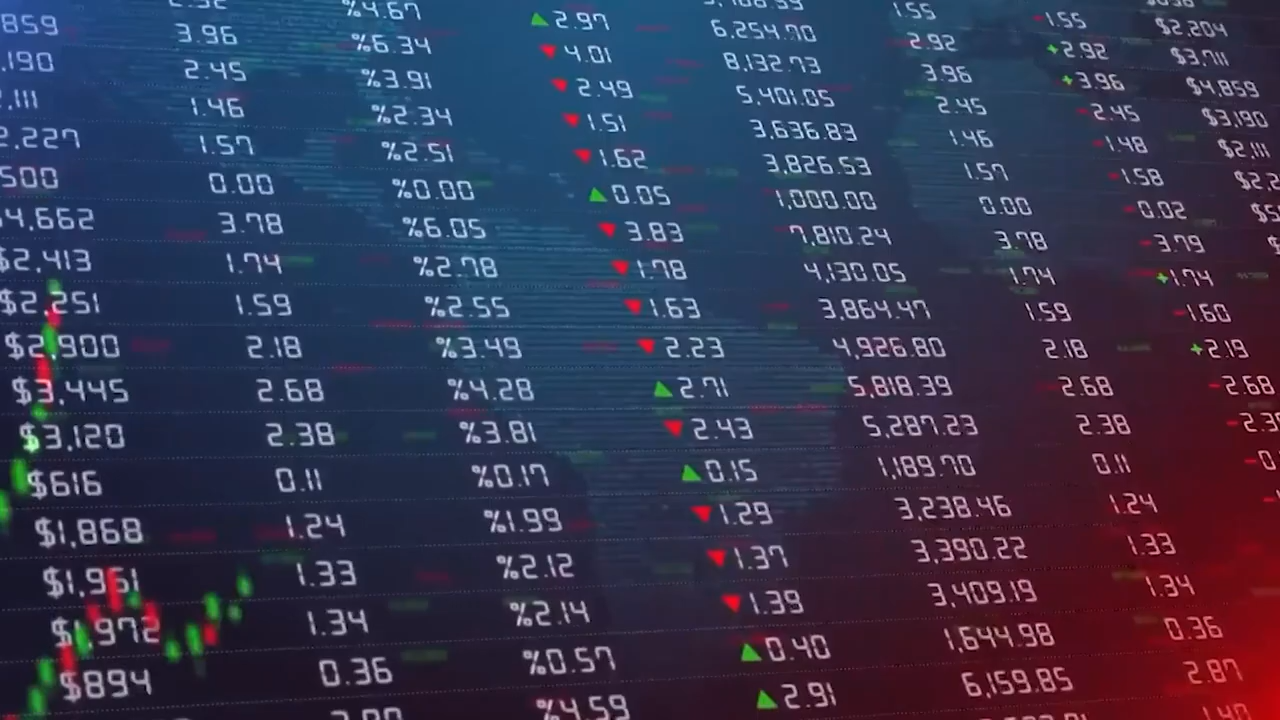 %4.67 ▲2.97 1.55 -1.55 $2,204
859 3.96 %6.34 ▼4.01 6,254.70 2.92 +2.92 $3,711
,190 2.45 %3.91 ▼2.49 8,132.73 3.96 +3.96 $4,859
,111 1.46 %2.34 ▼1.51 5,401.05 2.45 -2.45 $3,190
2,227 1.57 %2.51 ▼1.62 3,636.83 1.46 -1.48 $2,111
500 0.00 %0.00 ▲0.05 3,826.53 1.57 -1.58
4,662 3.78 %6.05 ▼3.83 1,000.00 0.00 -0.02
$2,413 1.74 %2.78 ▼1.78 7,810.24 3.78 -3.79
$2,251 1.59 %2.55 ▼1.63 4,130.05 1.74 +1.74
$2,900 2.18 %3.49 ▼2.23 3,864.47 1.59 -1.60
$3,445 2.68 %4.28 ▲2.71 4,926.80 2.18 +2.19
$3,120 2.38 %3.81 ▼2.43 5,818.39 2.68 -2.68
$616 0.11 %0.17 ▲0.15 5,287.23 2.38
$1,868 1.24 %1.99 ▼1.29 1,189.70 0.11
$1,951 1.33 %2.12 ▼1.37 3,238.46 1.24
$1,972 1.34 %2.14 ▼1.39 3,390.22 1.33
$894 0.36 %0.57 ▲0.40 3,409.19 1.34
%4.59 ▲2.91 1,644.98 0.36
6,159.85 2.87